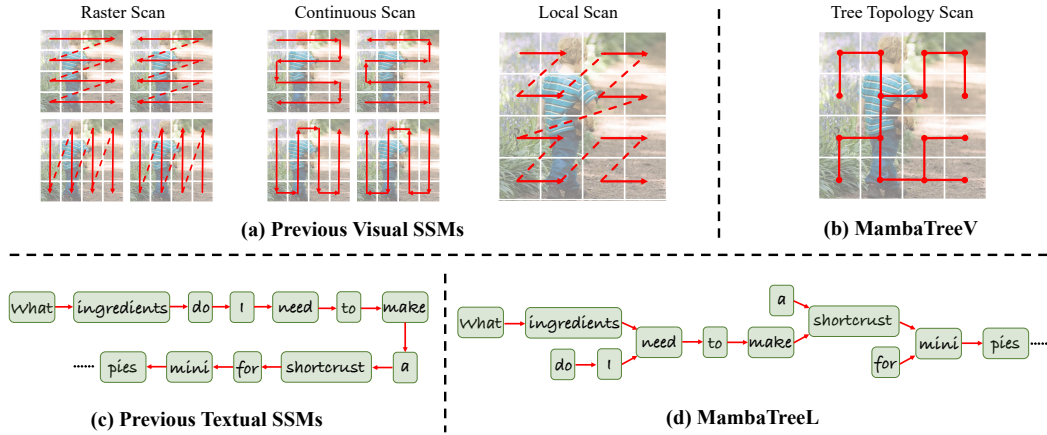 Raster Scan
Continuous Scan
Local Scan
Tree Topology Scan
(a) Previous Visual SSMs
(b) MambaTreeV
What ingredients do I need to make
...... pies mini for shortcrust a
(c) Previous Textual SSMs
a
shortcrust
What ingredients
need to make
mini pies ......
do I
for
(d) MambaTreeL